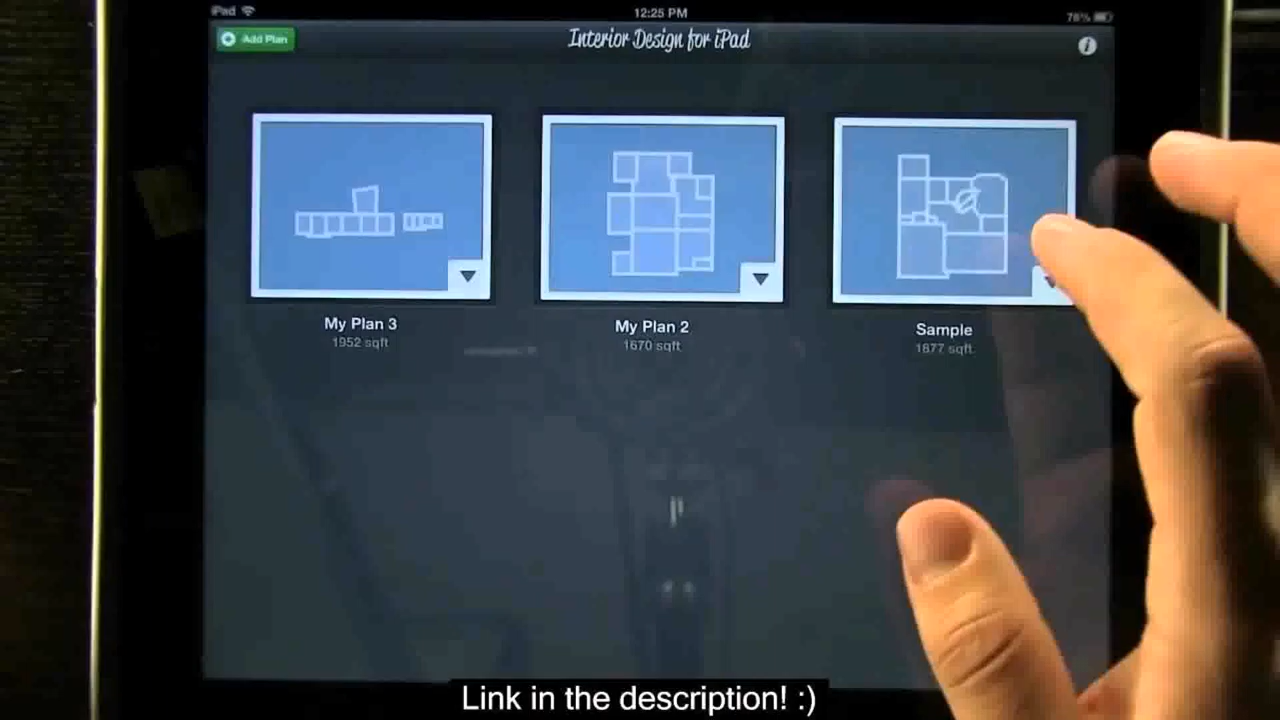 iPad
12:25 PM
78%
Add Plan
Interior Design for iPad
My Plan 3
1952 sqft
My Plan 2
1670 sqft
Sample
1877 sqft
Link in the description! :)